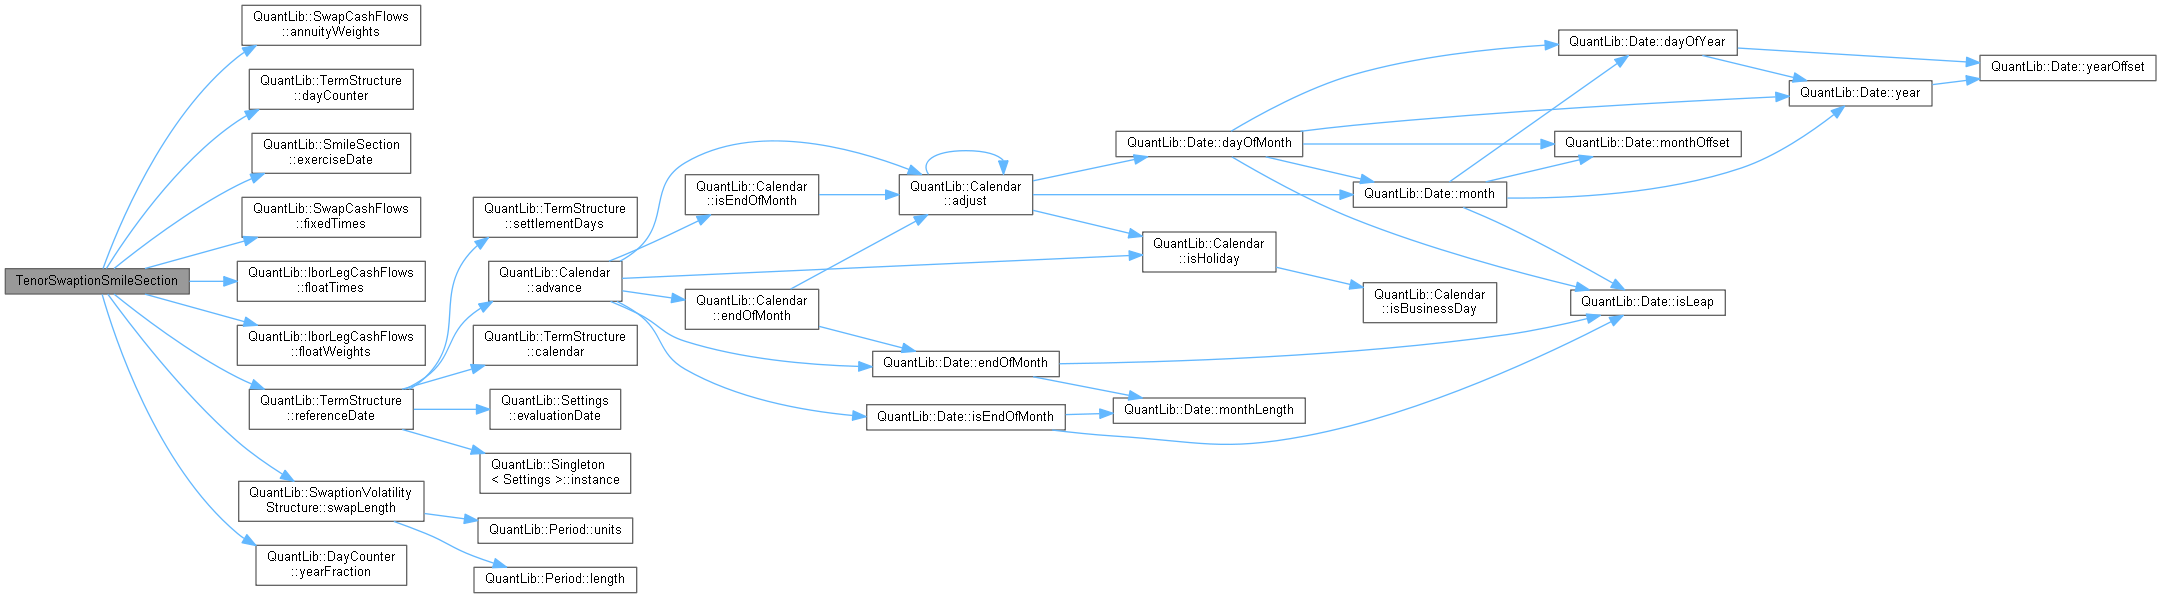 TenorSwaptionSmileSection
QuantLib::SwapCashFlows
::annuityWeights
QuantLib::TermStructure
::dayCounter
QuantLib::SmileSection
::exerciseDate
QuantLib::SwapCashFlows
::fixedTimes
QuantLib::IborLegCashFlows
::floatTimes
QuantLib::IborLegCashFlows
::floatWeights
QuantLib::TermStructure
::referenceDate
QuantLib::SwaptionVolatility
Structure::swapLength
QuantLib::DayCounter
::yearFraction
QuantLib::TermStructure
::settlementDays
QuantLib::Calendar
::advance
QuantLib::TermStructure
::calendar
QuantLib::Settings
::evaluationDate
QuantLib::Singleton
< Settings >::instance
QuantLib::Period::units
QuantLib::Period::length
QuantLib::Calendar
::isEndOfMonth
QuantLib::Calendar
::endOfMonth
QuantLib::Calendar
::adjust
QuantLib::Date::endOfMonth
QuantLib::Date::isEndOfMonth
QuantLib::Date::dayOfMonth
QuantLib::Calendar
::isHoliday
QuantLib::Date::monthLength
QuantLib::Date::month
QuantLib::Calendar
::isBusinessDay
QuantLib::Date::dayOfYear
QuantLib::Date::monthOffset
QuantLib::Date::isLeap
QuantLib::Date::year
QuantLib::Date::yearOffset